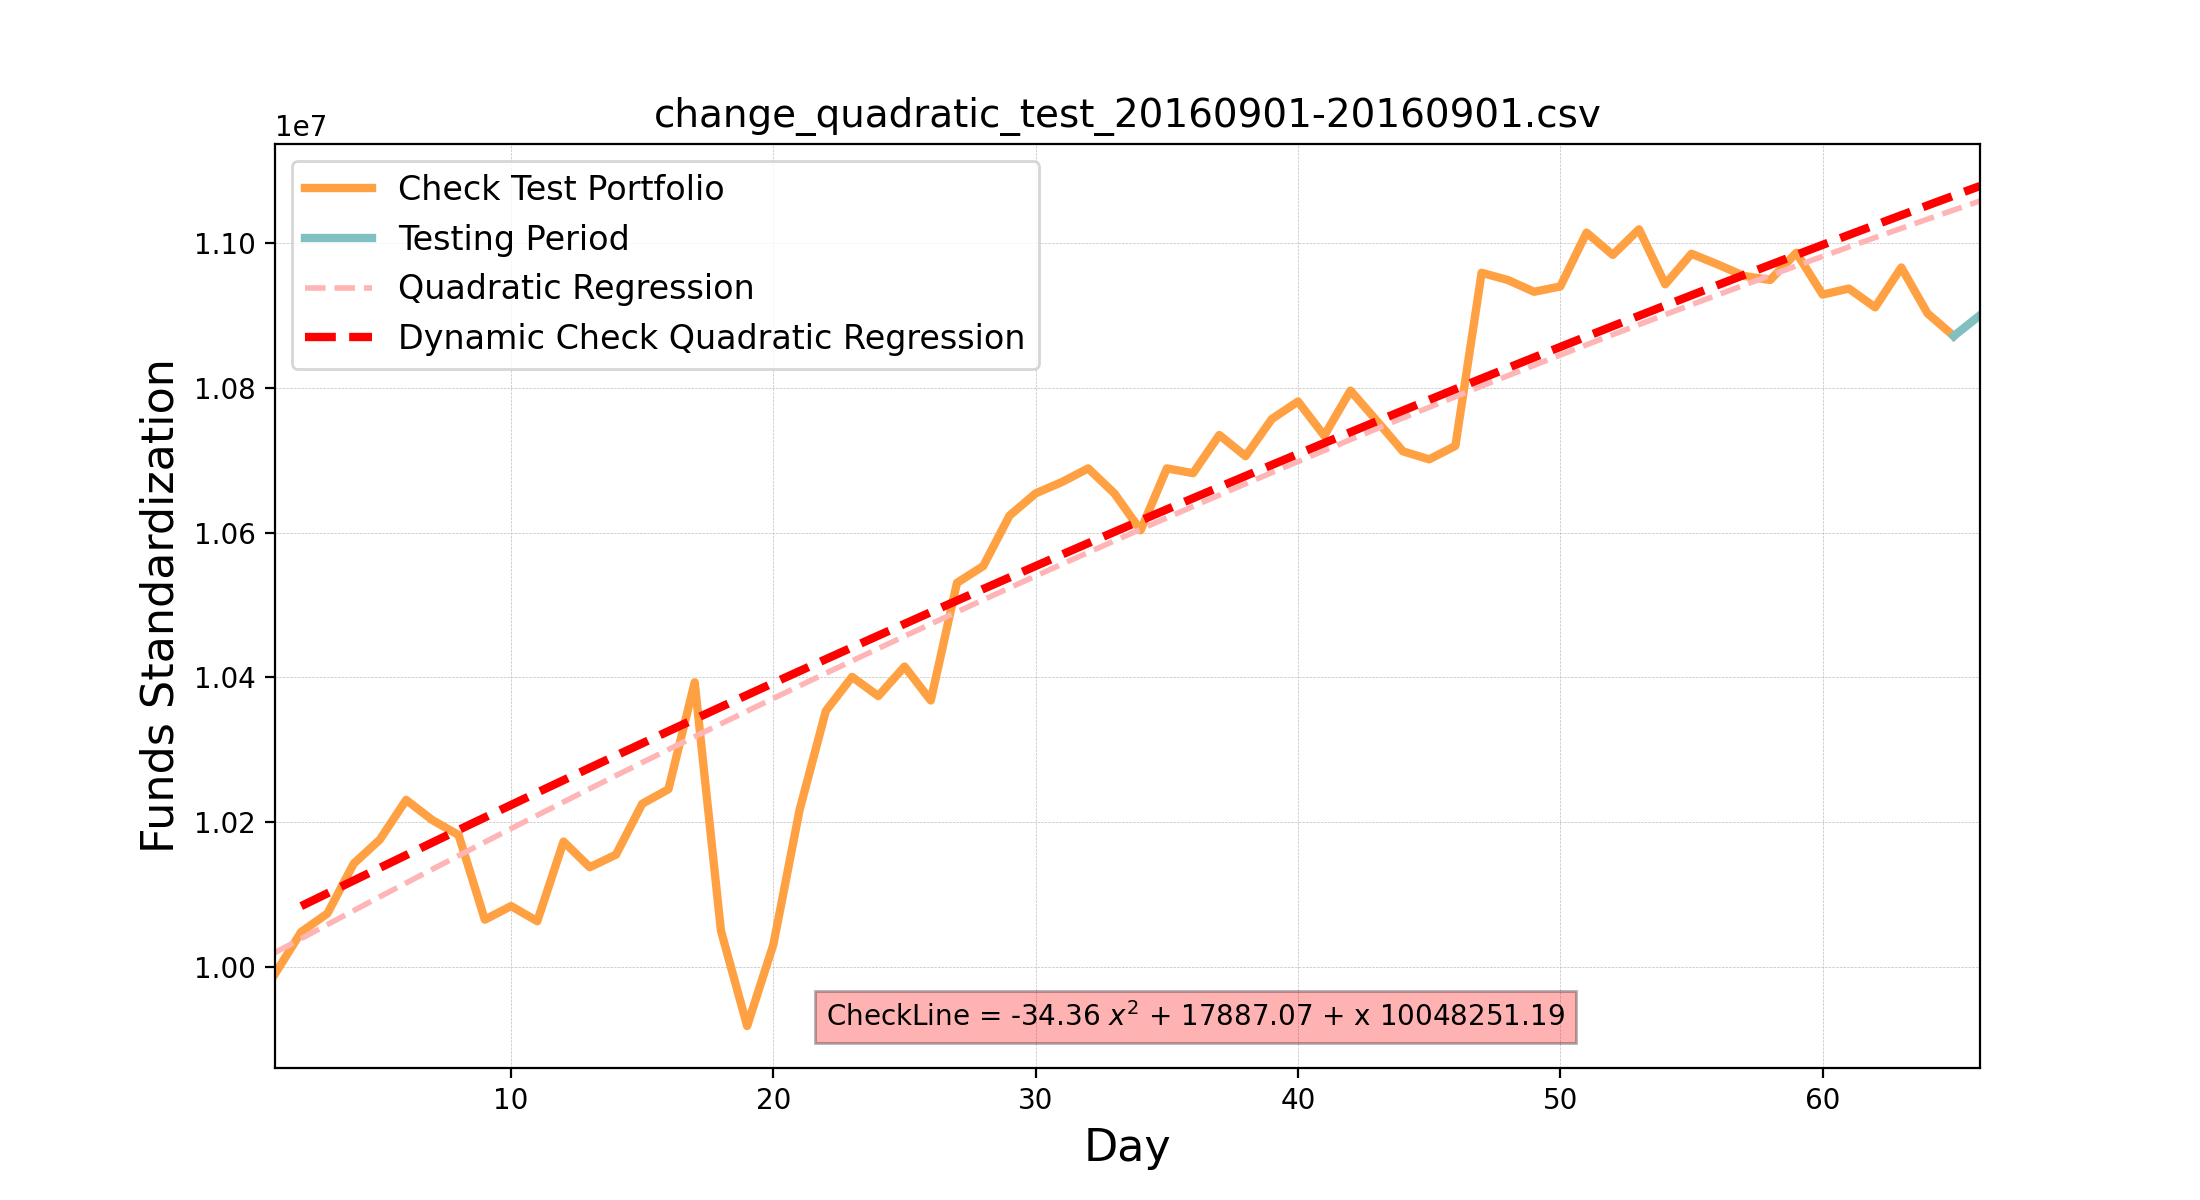 change_quadratic_test_20160901-20160901.csv
1e7
Check Test Portfolio
Testing Period
Quadratic Regression
Dynamic Check Quadratic Regression
1.10
1.08
1.06
1.04
1.02
1.00
Funds Standardization
CheckLine = -34.36 x² + 17887.07 + x 10048251.19
10 20 30 40 50 60
Day